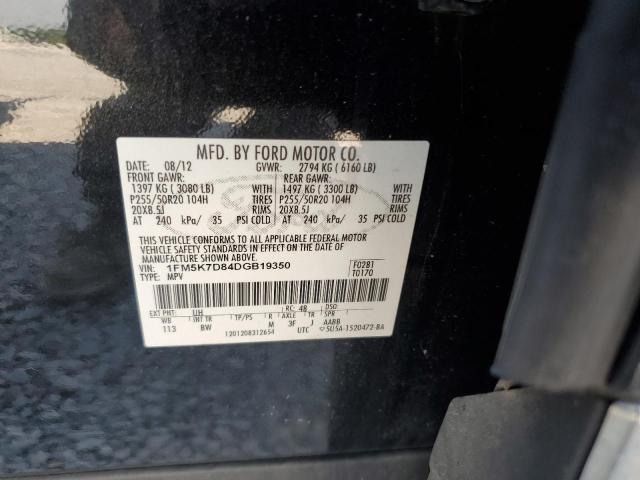 MFD. BY FORD MOTOR CO.
DATE: 08/12 GVWR: 2794 KG ( 6160 LB)
FRONT GAWR: REAR GAWR:
1397 KG ( 3080 LB) WITH 1497 KG ( 3300 LB) WITH
P255/50R20 104H TIRES P255/50R20 104H TIRES
20X8.5J RIMS 20X8.5J RIMS
AT 240 kPa/ 35 PSI COLD AT 240 kPa/ 35 PSI COLD
THIS VEHICLE CONFORMS TO ALL APPLICABLE FEDERAL MOTOR
VEHICLE SAFETY STANDARDS IN EFFECT ON THE DATE OF
MANUFACTURE SHOWN ABOVE.
VIN: 1FM5K7D84DGB19350 F0281
TYPE: MPV T0170
EXT PNT: UH RC: 48 DSO:
WB INT TR TP/PS R AXLE TR SPR
113 BW M 3F J AABB
1201208312654 UTC 5U5A-1520472-BA